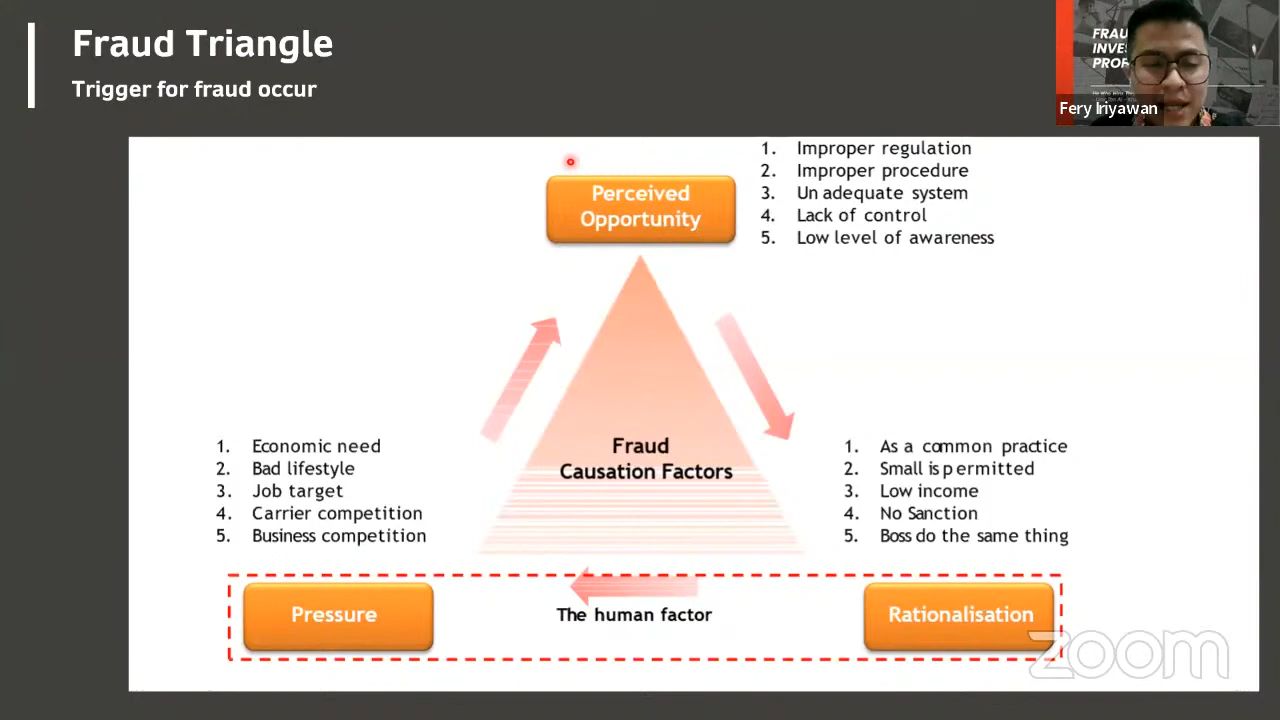 Fraud Triangle
Trigger for fraud occur
FRAU
INVES
PROF
Fery Iriyawan
Perceived
Opportunity
1. Improper regulation
2. Improper procedure
3. Un adequate system
4. Lack of control
5. Low level of awareness
Fraud
Causation Factors
1. Economic need
2. Bad lifestyle
3. Job target
4. Carrier competition
5. Business competition
1. As a common practice
2. Small is permitted
3. Low income
4. No Sanction
5. Boss do the same thing
Pressure
The human factor
Rationalisation
zoom